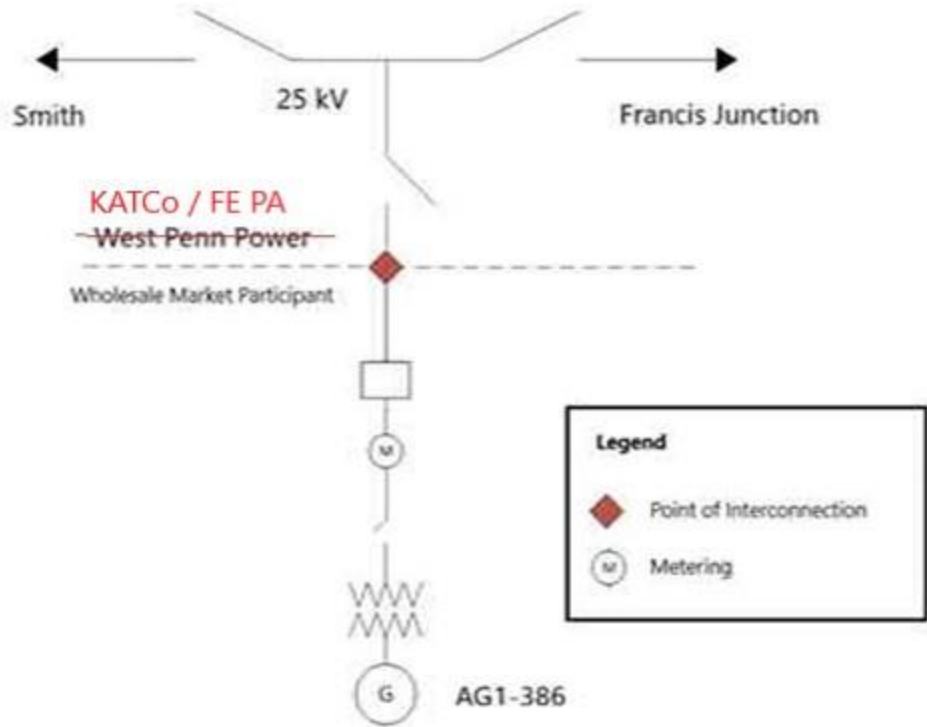 Smith
25 kV
Francis Junction
KATCo / FE PA
West Penn Power
Wholesale Market Participant
M
G
AG1-386
Legend
Point of Interconnection
M
Metering